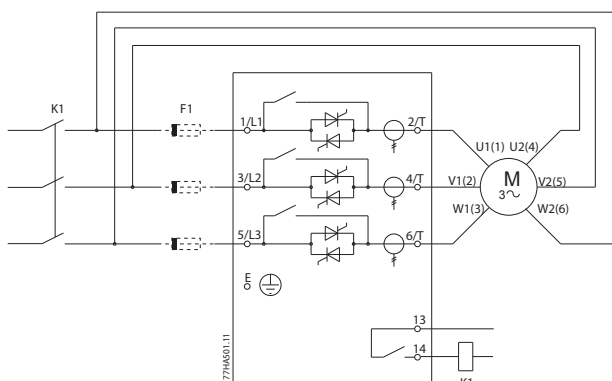 K1
F1
1/L1
2/T
U1(1) U2(4)
3/L2
4/T
V1(2)
M
3
V2(5)
W1(3)
W2(6)
5/L3
6/T
E
13
14
77HA501.11